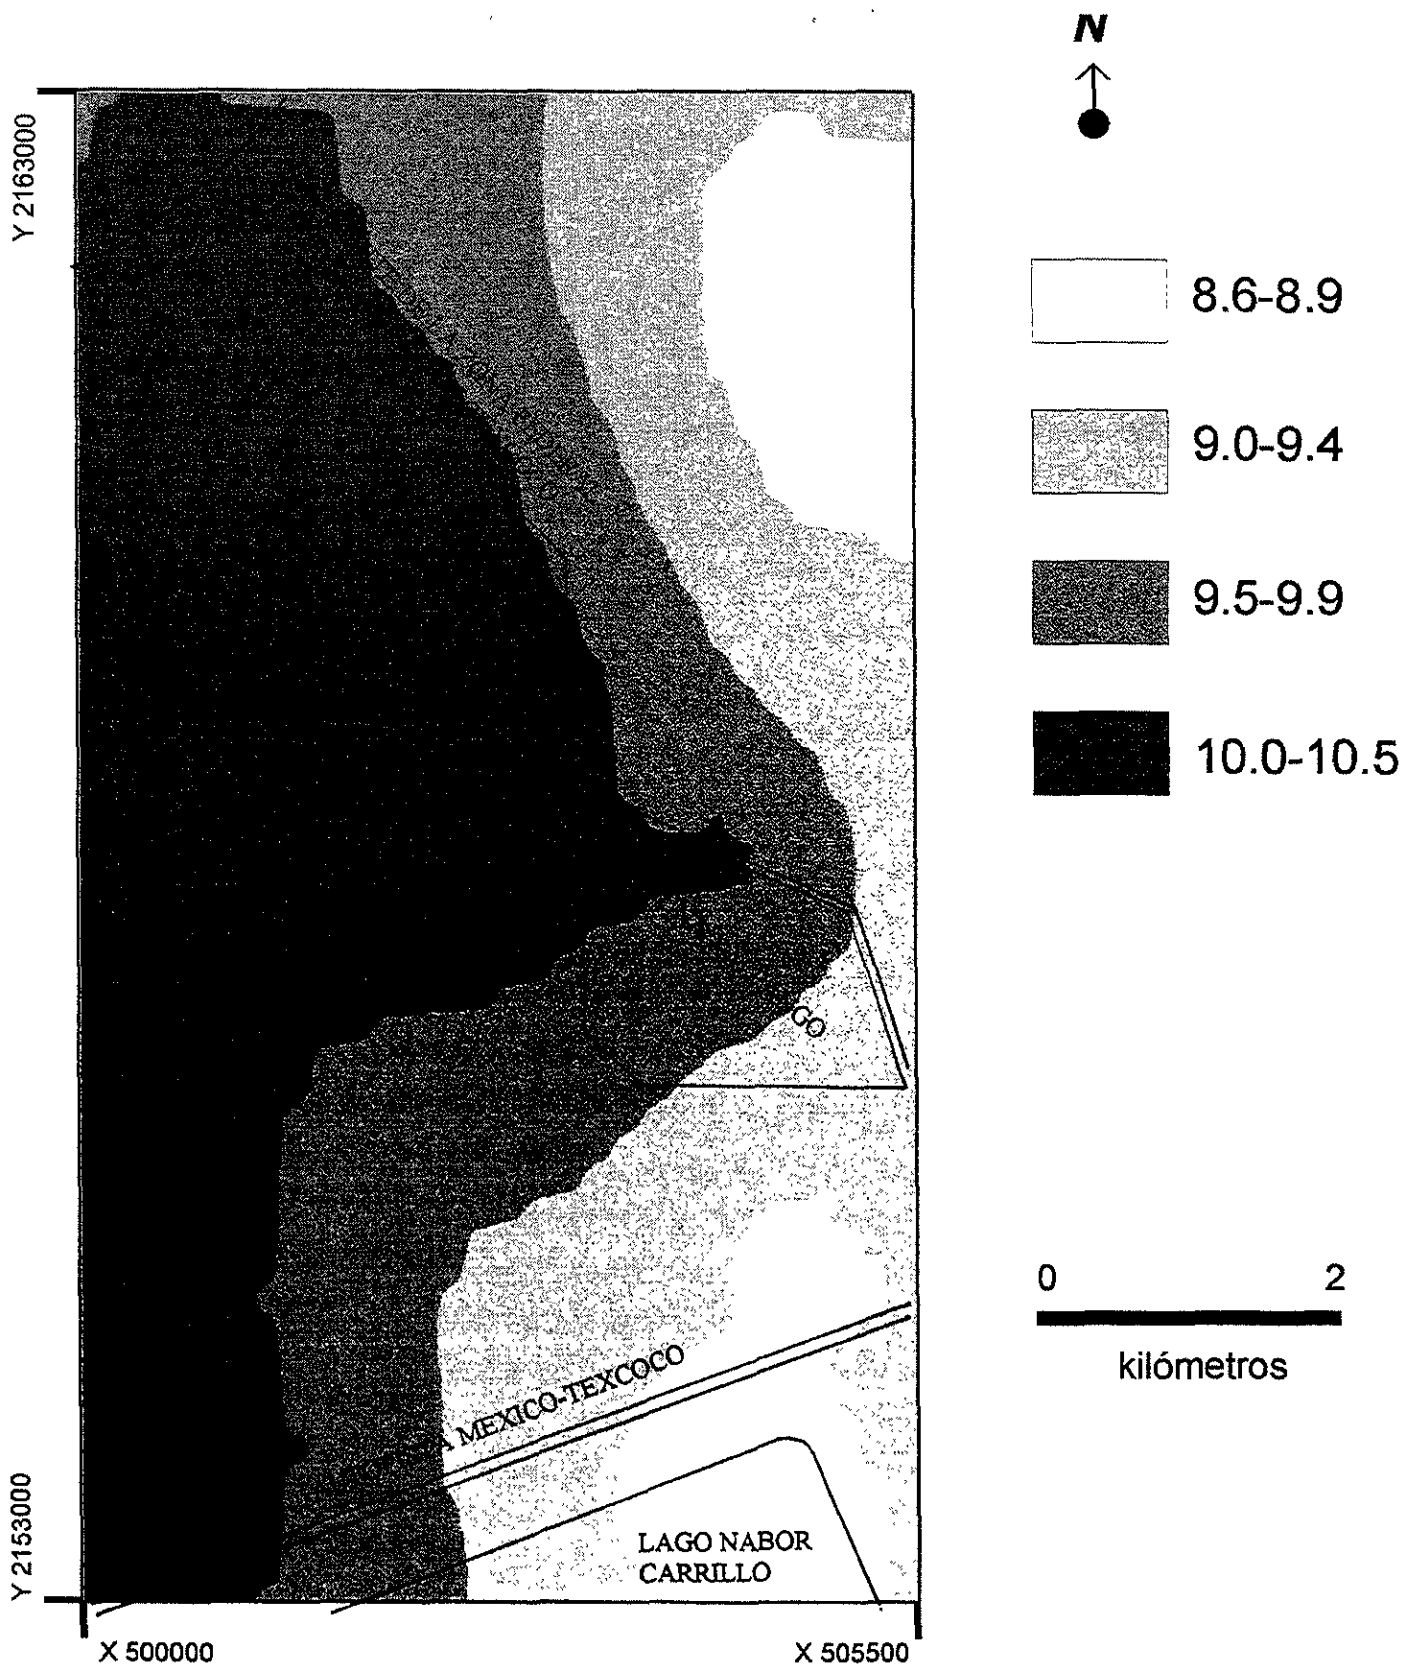 N
Y 2163000
8.6-8.9
9.0-9.4
9.5-9.9
10.0-10.5
GO
0 2
kilómetros
A MEXICO-TEXCOCO
LAGO NABOR
CARRILLO
Y 2153000
X 500000
X 505500